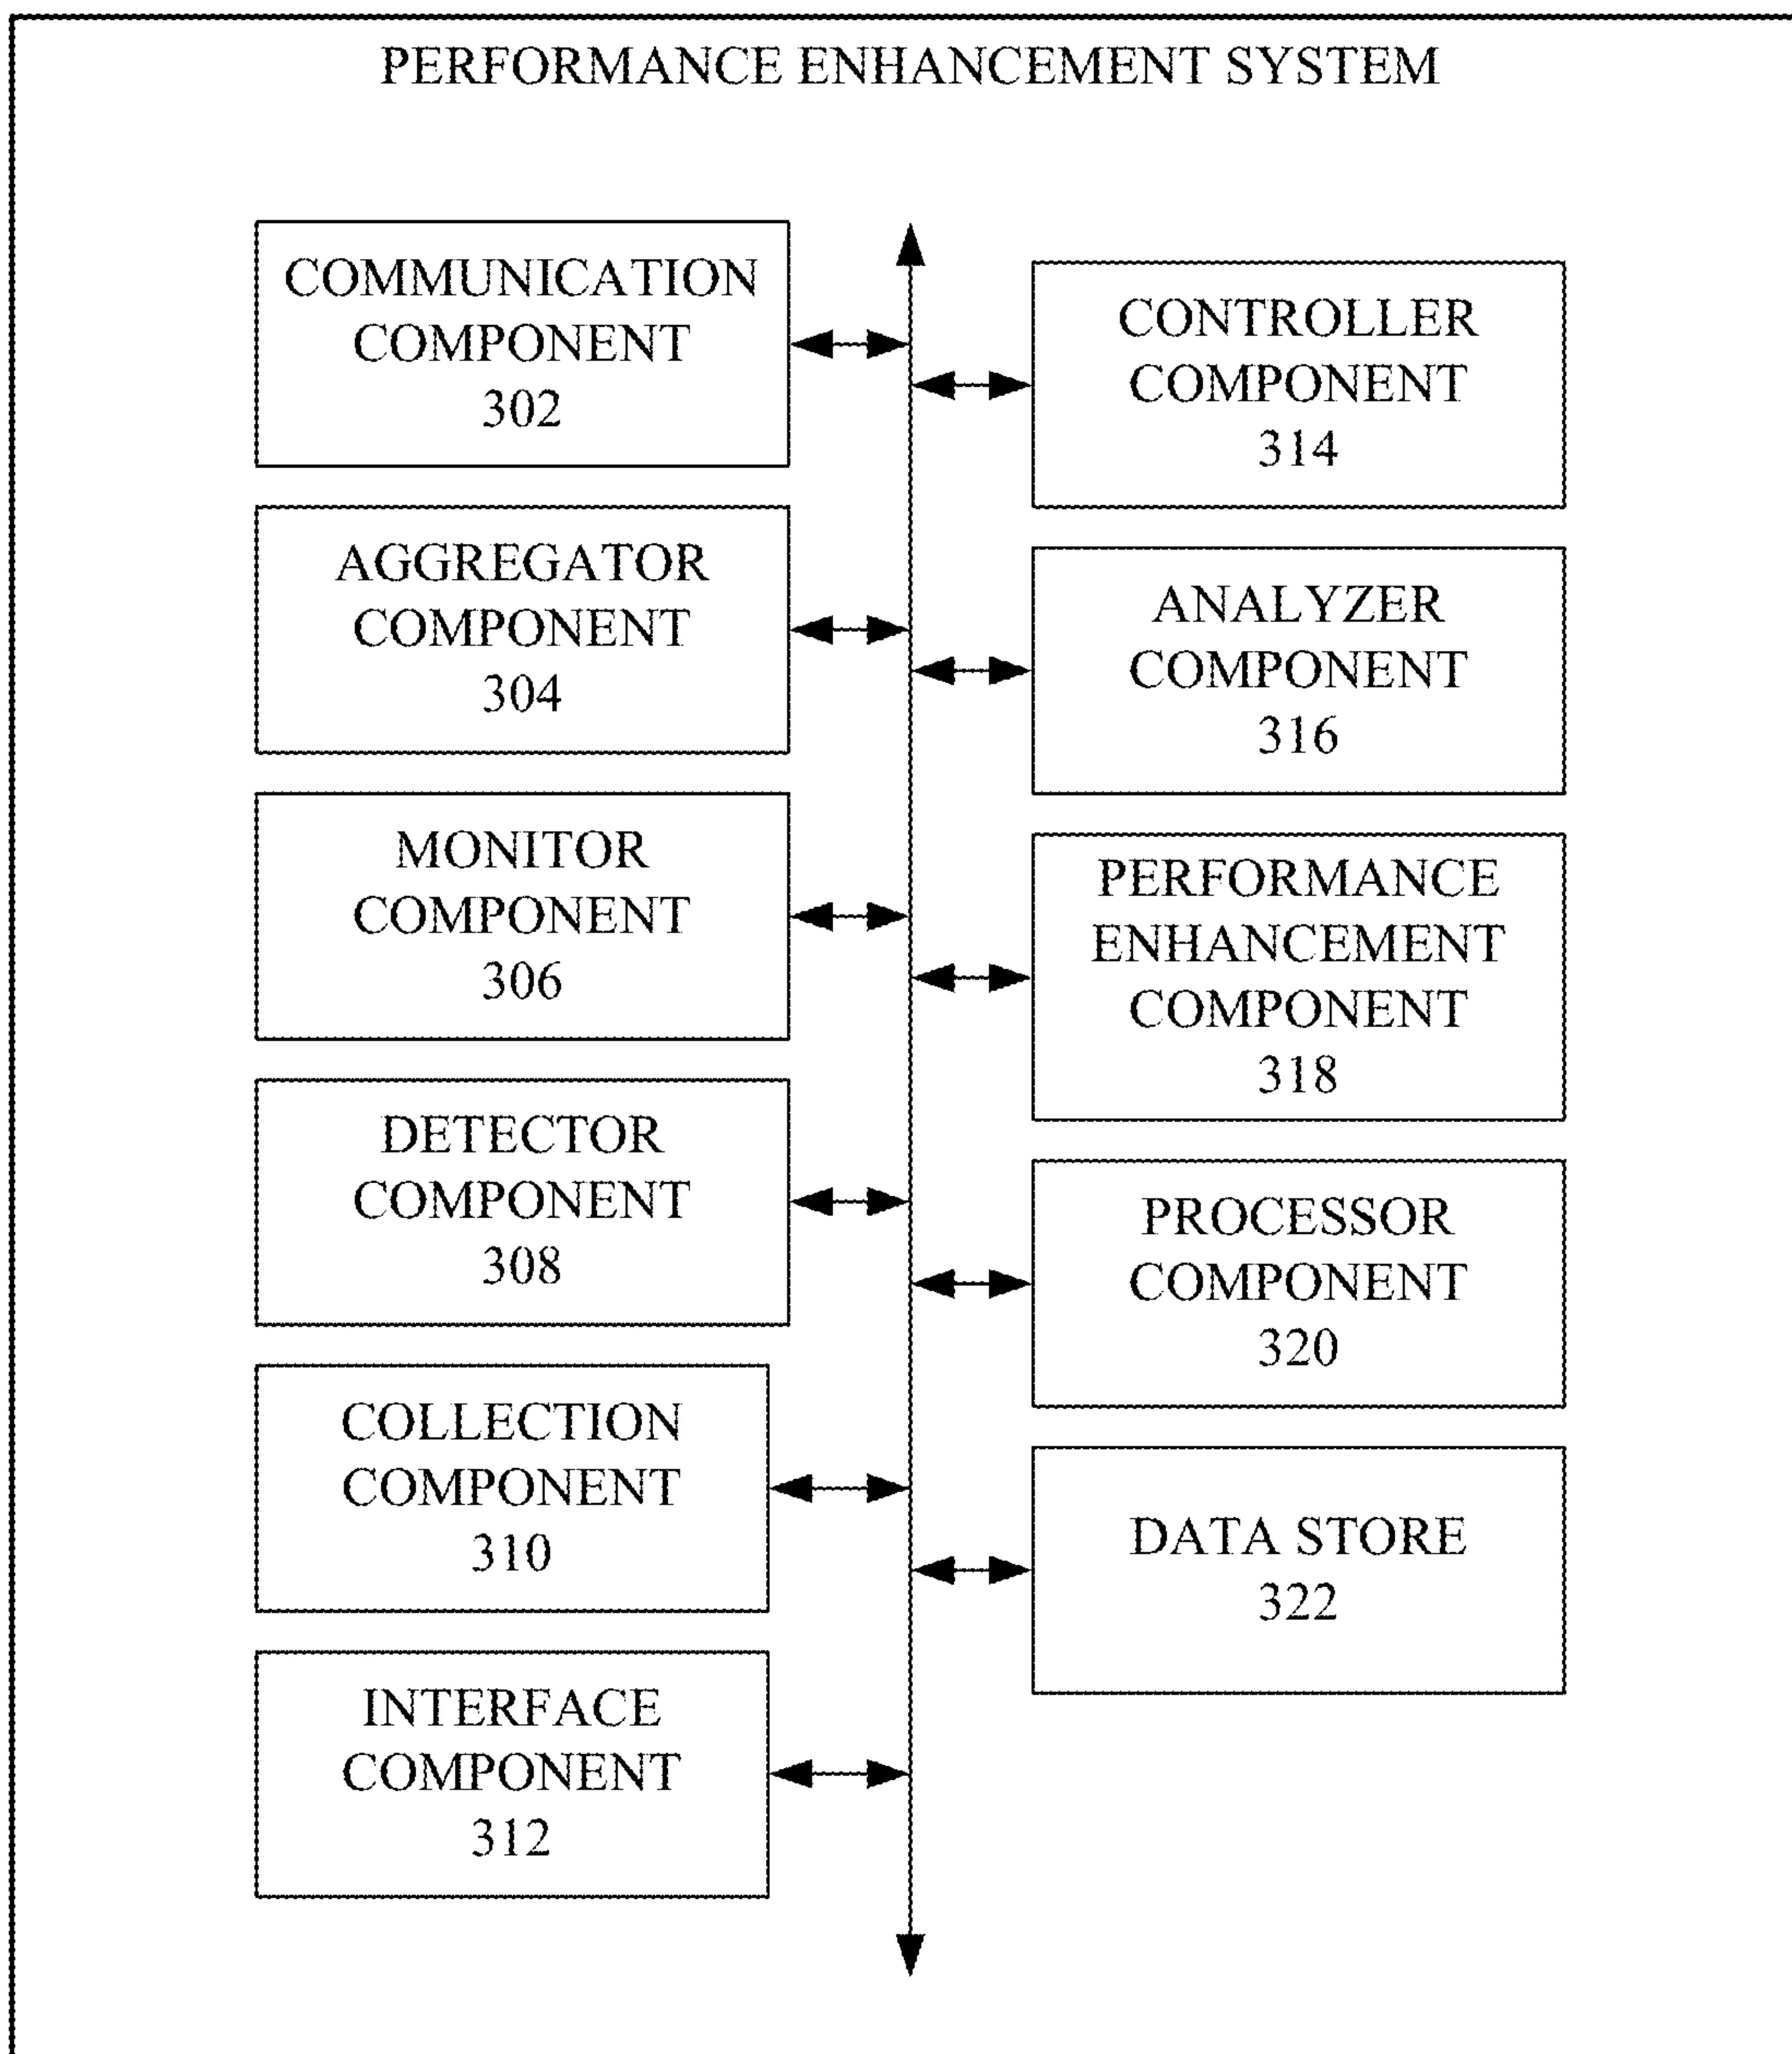 PERFORMANCE ENHANCEMENT SYSTEM
COMMUNICATION
COMPONENT
302
AGGREGATOR
COMPONENT
304
MONITOR
COMPONENT
306
DETECTOR
COMPONENT
308
COLLECTION
COMPONENT
310
INTERFACE
COMPONENT
312
CONTROLLER
COMPONENT
314
ANALYZER
COMPONENT
316
PERFORMANCE
ENHANCEMENT
COMPONENT
318
PROCESSOR
COMPONENT
320
DATA STORE
322